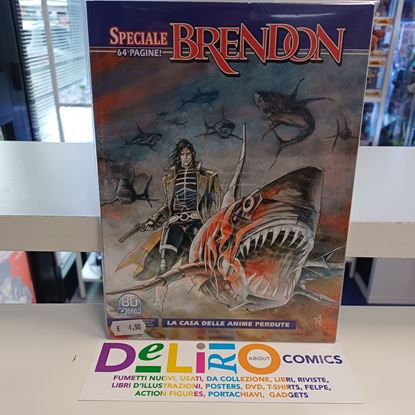 SPECIALE
64 PAGINE!
BRENDON
80
€ 4,90
LA CASA DELLE ANIME PERDUTE
DeLiRiO ABOUT COMICS
FUMETTI NUOVI, USATI, DA COLLEZIONE, LIBRI, RIVISTE,
LIBRI D'ILLUSTRAZIONI, POSTERS, DVD, T-SHIRTS, FELPE,
ACTION FIGURES, PORTACHIAVI, GADGETS